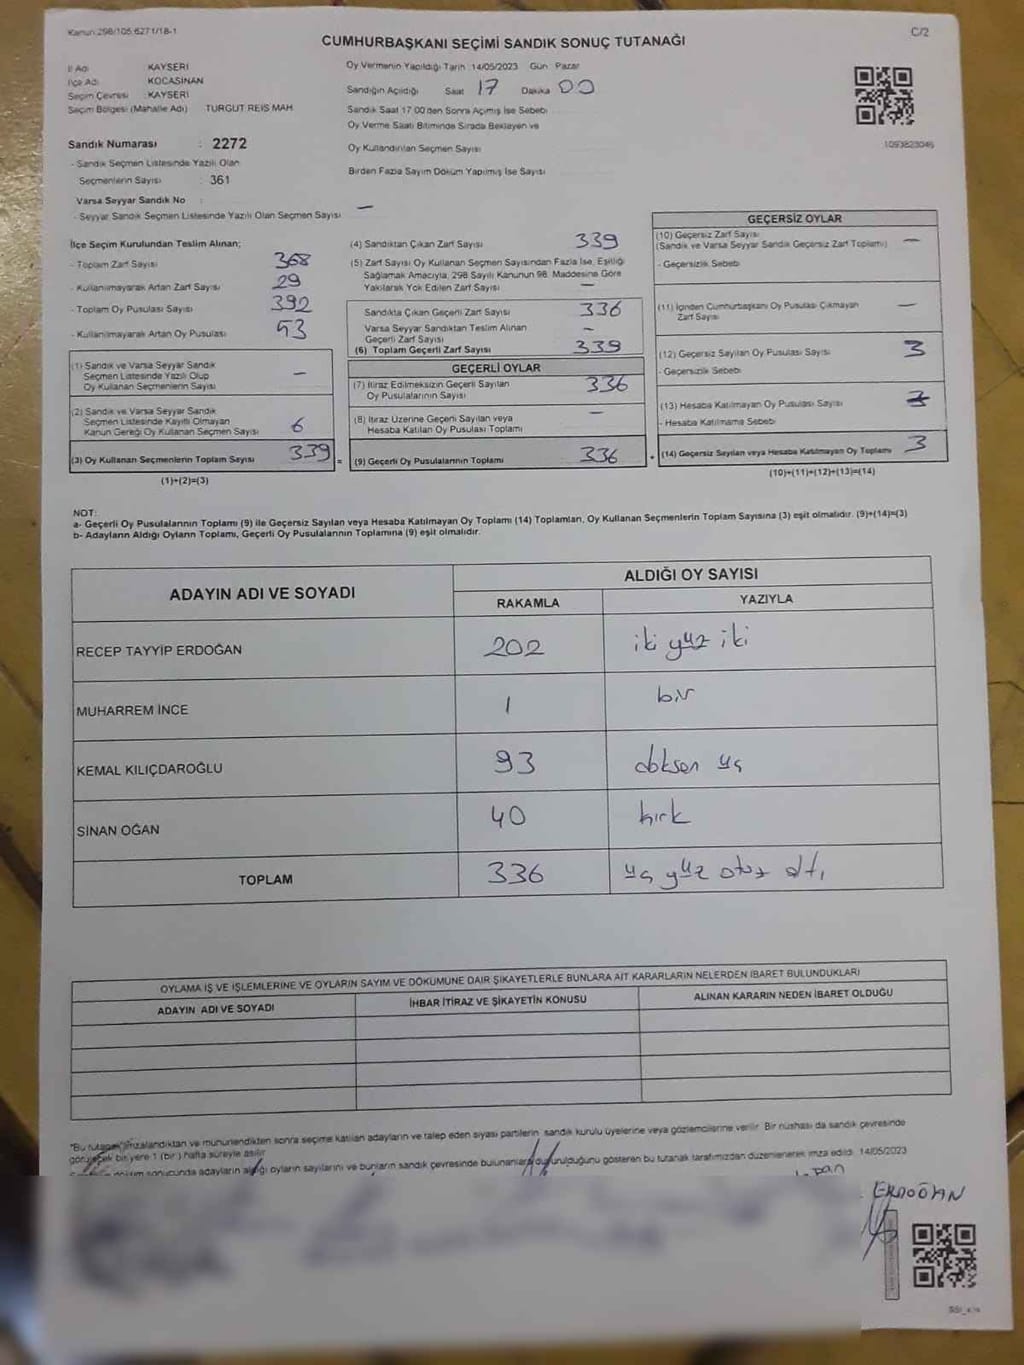 Kanun:298/105,6271/18-1
C/2
CUMHURBAŞKANI SEÇİMİ SANDIK SONUÇ TUTANAĞI
İl Adı KAYSERİ
İlçe Adı KOCASİNAN
Seçim Çevresi : KAYSERİ
Seçim Bölgesi (Mahalle Adı) TURGUT REİS MAH
Sandık Numarası : 2272
- Sandık Seçmen Listesinde Yazılı Olan
Seçmenlerin Sayısı : 361
Varsa Seyyar Sandık No :
- Seyyar Sandık Seçmen Listesinde Yazılı Olan Seçmen Sayısı —
Oy Vermenin Yapıldığı Tarih :14/05/2023 Gün : Pazar
Sandığın Açıldığı Saat 17 Dakika 00
Sandık Saat 17:00'den Sonra Açılmış İse Sebebi
Oy Verme Saati Bitiminde Sırada Bekleyen ve
Oy Kullandırılan Seçmen Sayısı
Birden Fazla Sayım Döküm Yapılmış İse Sayısı
1093823046
İlçe Seçim Kurulundan Teslim Alınan;
- Toplam Zarf Sayısı 368
- Kullanılmayarak Artan Zarf Sayısı 29
- Toplam Oy Pusulası Sayısı 392
- Kullanılmayarak Artan Oy Pusulası 53
(1) Sandık ve Varsa Seyyar Sandık
Seçmen Listesinde Yazılı Olup
Oy Kullanan Seçmenlerin Sayısı —
(2) Sandık ve Varsa Seyyar Sandık
Seçmen Listesinde Kayıtlı Olmayan
Kanun Gereği Oy Kullanan Seçmen Sayısı 6
(3) Oy Kullanan Seçmenlerin Toplam Sayısı 339 =
(1)+(2)=(3)
(4) Sandıktan Çıkan Zarf Sayısı 339
(5) Zarf Sayısı Oy Kullanan Seçmen Sayısından Fazla İse, Eşitliği
Sağlamak Amacıyla, 298 Sayılı Kanunun 98. Maddesine Göre
Yakılarak Yok Edilen Zarf Sayısı —
Sandıkta Çıkan Geçerli Zarf Sayısı 336
Varsa Seyyar Sandıktan Teslim Alınan
Geçerli Zarf Sayısı –
(6) Toplam Geçerli Zarf Sayısı 339
GEÇERLİ OYLAR
(7) İtiraz Edilmeksizin Geçerli Sayılan
Oy Pusulalarının Sayısı 336
(8) İtiraz Üzerine Geçerli Sayılan veya
Hesaba Katılan Oy Pusulası Toplamı —
(9) Geçerli Oy Pusulalarının Toplamı 336 +
GEÇERSİZ OYLAR
(10) Geçersiz Zarf Sayısı
(Sandık ve Varsa Seyyar Sandık Geçersiz Zarf Toplamı) —
- Geçersizlik Sebebi
(11) İçinden Cumhurbaşkanı Oy Pusulası Çıkmayan
Zarf Sayısı —
(12) Geçersiz Sayılan Oy Pusulası Sayısı 3
- Geçersizlik Sebebi
(13) Hesaba Katılmayan Oy Pusulası Sayısı
- Hesaba Katılmama Sebebi
(14) Geçersiz Sayılan veya Hesaba Katılmayan Oy Toplamı 3
(10)+(11)+(12)+(13)=(14)
NOT:
a- Geçerli Oy Pusulalarının Toplamı (9) ile Geçersiz Sayılan veya Hesaba Katılmayan Oy Toplamı (14) Toplamları, Oy Kullanan Seçmenlerin Toplam Sayısına (3) eşit olmalıdır. (9)+(14)=(3)
b- Adayların Aldığı Oyların Toplamı, Geçerli Oy Pusulalarının Toplamına (9) eşit olmalıdır.
ADAYIN ADI VE SOYADI
ALDIĞI OY SAYISI
RAKAMLA YAZIYLA
RECEP TAYYİP ERDOĞAN 202 iki yüz iki
MUHARREM İNCE 1 bir
KEMAL KILIÇDAROĞLU 93 doksan üç
SİNAN OĞAN 40 kırk
TOPLAM 336 üç yüz otuz altı
OYLAMA İŞ VE İŞLEMLERİNE VE OYLARIN SAYIM VE DÖKÜMÜNE DAİR ŞİKAYETLERLE BUNLARA AİT KARARLARIN NELERDEN İBARET BULUNDUKLARI
ADAYIN ADI VE SOYADI İHBAR İTİRAZ VE ŞİKAYETİN KONUSU ALINAN KARARIN NEDEN İBARET OLDUĞU
*Bu tutanak imzalandıktan ve mühürlendikten sonra seçime katılan adayların ve talep eden siyasi partilerin sandık kurulu üyelerine veya gözlemcilerine verilir. Bir nüshası da sandık çevresinde
görülecek bir yere 1 (bir) hafta süreyle asılır.
döküm sonucunda adayların aldığı oyların sayılarını ve bunların sandık çevresinde bulunanlara duyurulduğunu gösteren bu tutanak tarafımızdan düzenlenerek imza edildi. 14/05/2023
ERDOĞAN